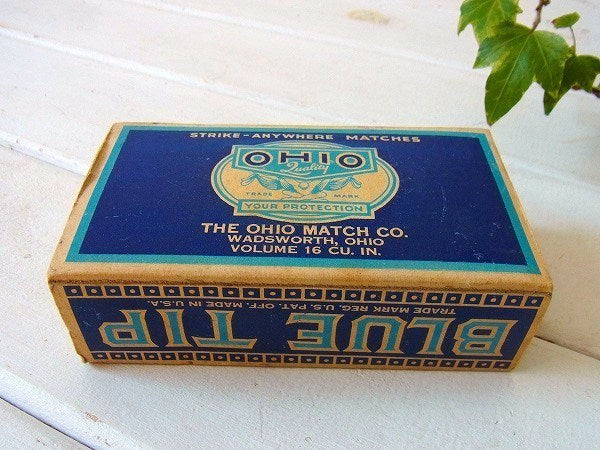 STRIKE-ANYWHERE MATCHES
OHIO
Quality
TRADE MARK
YOUR PROTECTION
THE OHIO MATCH CO.
WADSWORTH, OHIO
VOLUME 16 CU. IN.
BLUE TIP
TRADE MARK REG. U.S. PAT. OFF. MADE IN U.S.A.